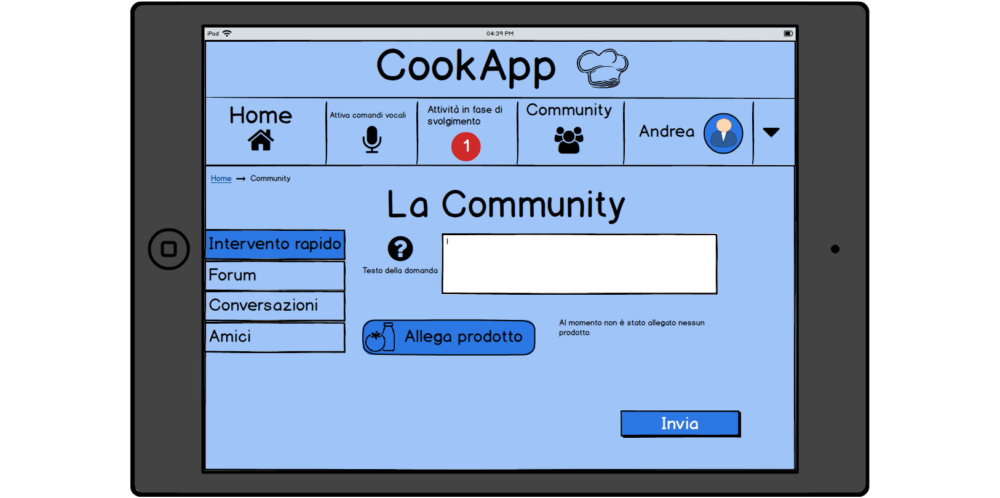 iPad
04:39 PM
CookApp
Home
Attiva comandi vocali
Attività in fase di
svolgimento
1
Community
Andrea
Home → Community
La Community
Intervento rapido
Forum
Conversazioni
Amici
?
Testo della domanda
Allega prodotto
Al momento non è stato allegato nessun
prodotto.
Invia